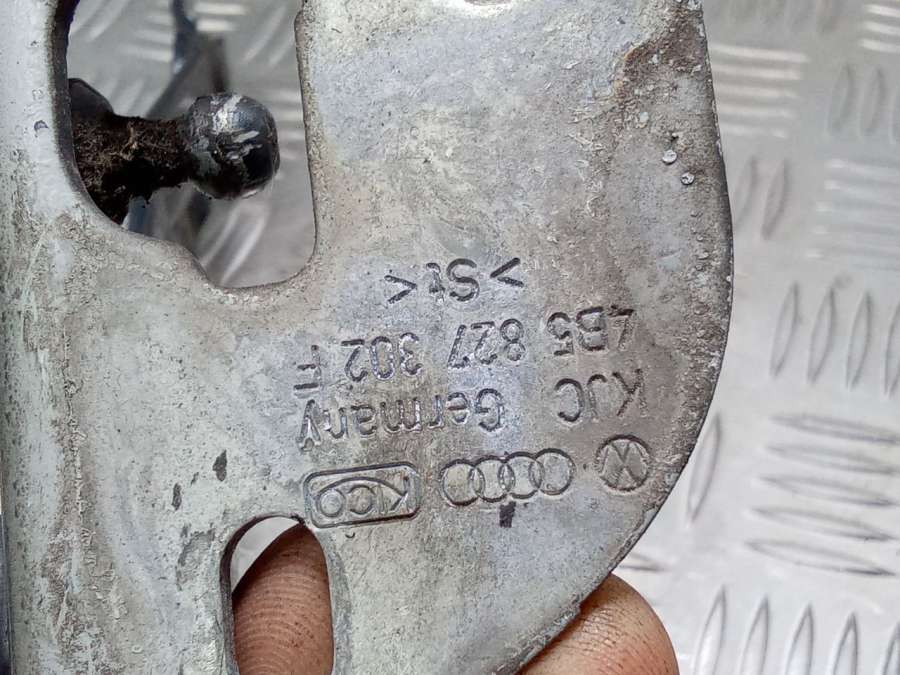 KICO
KJC Germany
4B5 827 302 F
>St<